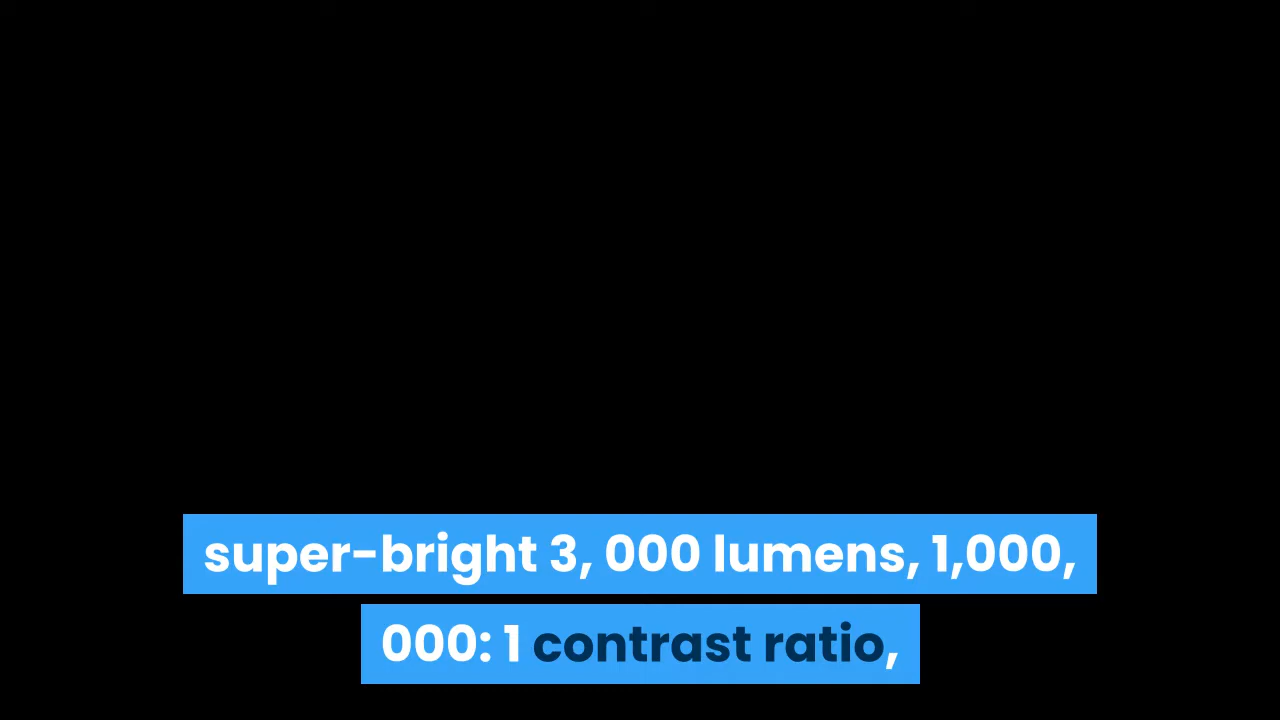 super-bright 3, 000 lumens, 1,000,
000: 1 contrast ratio,